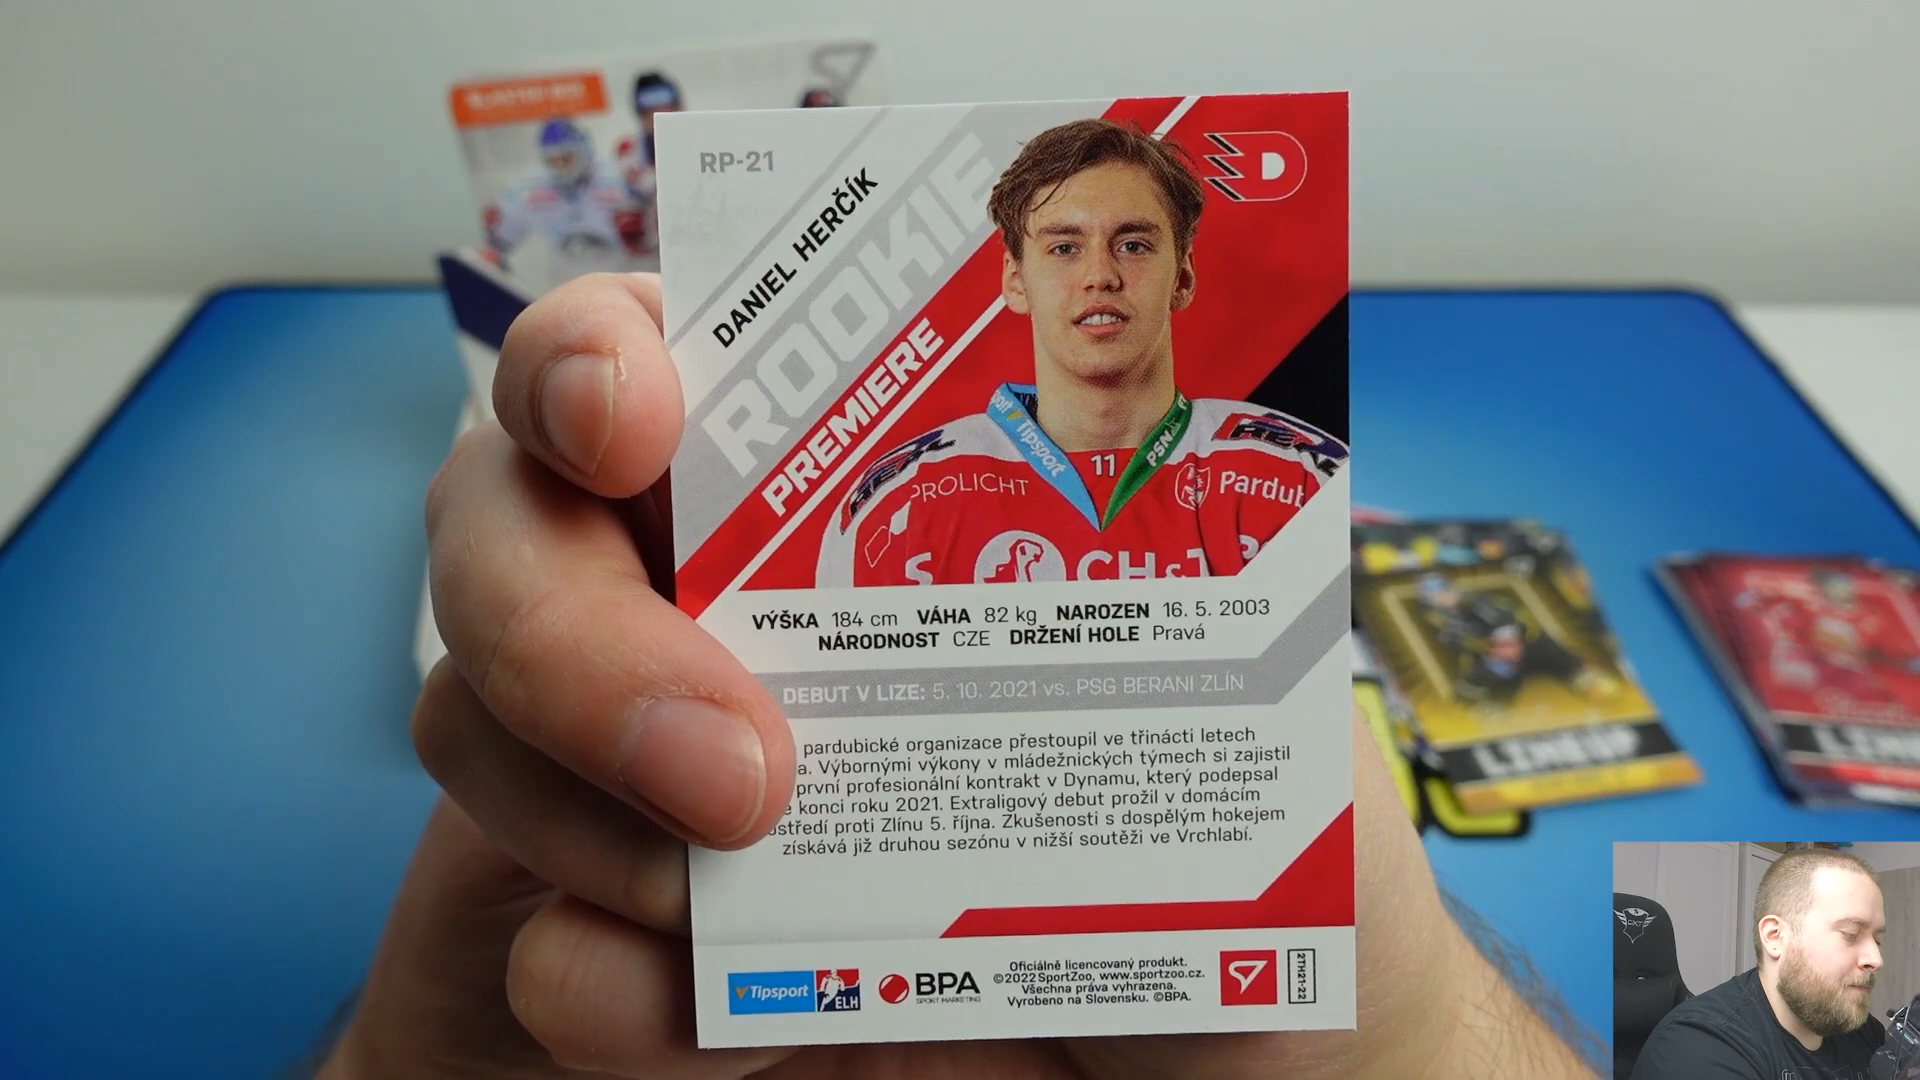 RP-21
DANIEL HERČÍK
ROOKIE
PREMIERE
D
Tipsport
PSN
11
PROLICHT
Pardub
S
CH&T
VÝŠKA 184 cm VÁHA 82 kg NAROZEN 16. 5. 2003
NÁRODNOST CZE DRŽENÍ HOLE Pravá
DEBUT V LIZE: 5. 10. 2021 vs. PSG BERANI ZLÍN
pardubické organizace přestoupil ve třinácti letech
a. Výbornými výkony v mládežnických týmech si zajistil
první profesionální kontrakt v Dynamu, který podepsal
konci roku 2021. Extraligový debut prožil v domácím
středí proti Zlínu 5. října. Zkušenosti s dospělým hokejem
získává již druhou sezónu v nižší soutěži ve Vrchlabí.
Tipsport
ELH
BPA
SPORT MARKETING
Oficiálně licencovaný produkt.
©2022 SportZoo, www.sportzoo.cz.
Všechna práva vyhrazena.
Vyrobeno na Slovensku. ©BPA.
2TH21-22
LINEUP